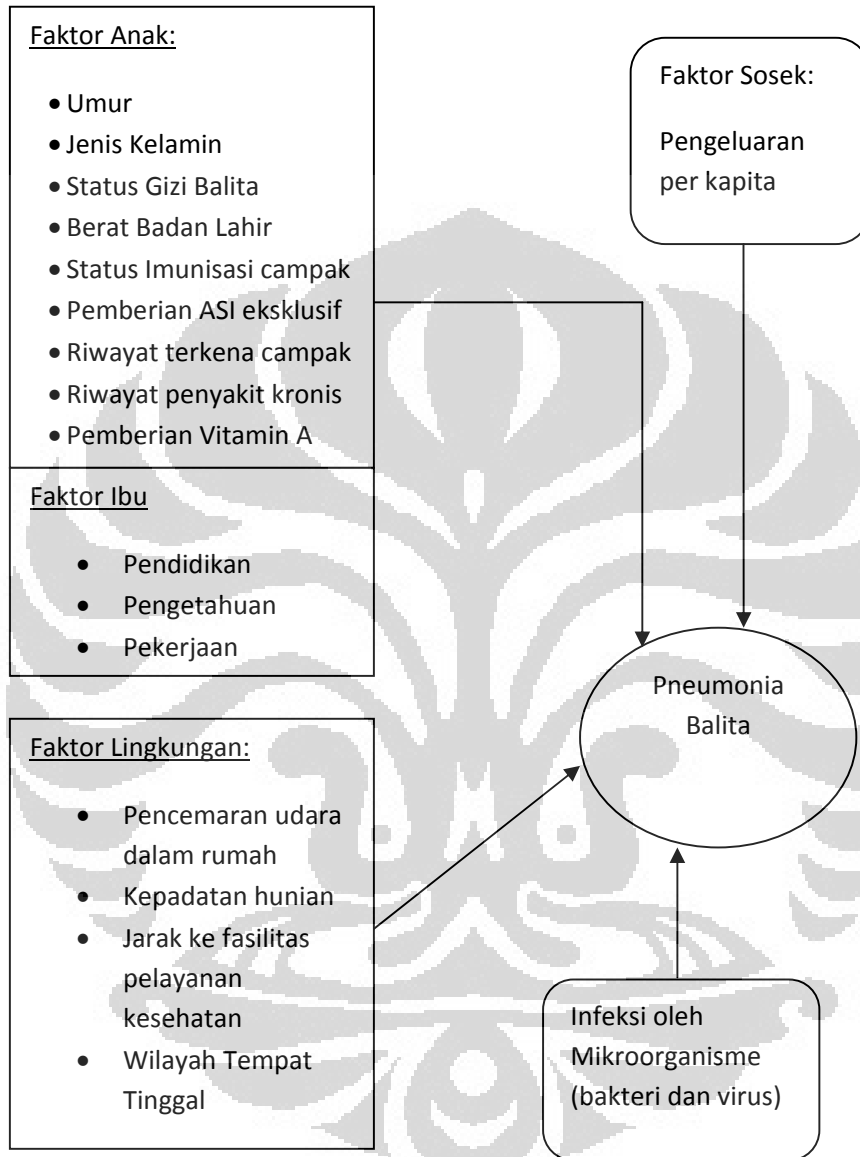 Faktor Anak:
• Umur
• Jenis Kelamin
• Status Gizi Balita
• Berat Badan Lahir
• Status Imunisasi campak
• Pemberian ASI eksklusif
• Riwayat terkena campak
• Riwayat penyakit kronis
• Pemberian Vitamin A
Faktor Ibu
• Pendidikan
• Pengetahuan
• Pekerjaan
Faktor Lingkungan:
• Pencemaran udara
dalam rumah
• Kepadatan hunian
• Jarak ke fasilitas
pelayanan
kesehatan
• Wilayah Tempat
Tinggal
Faktor Sosek:
Pengeluaran
per kapita
Pneumonia
Balita
Infeksi oleh
Mikroorganisme
(bakteri dan virus)